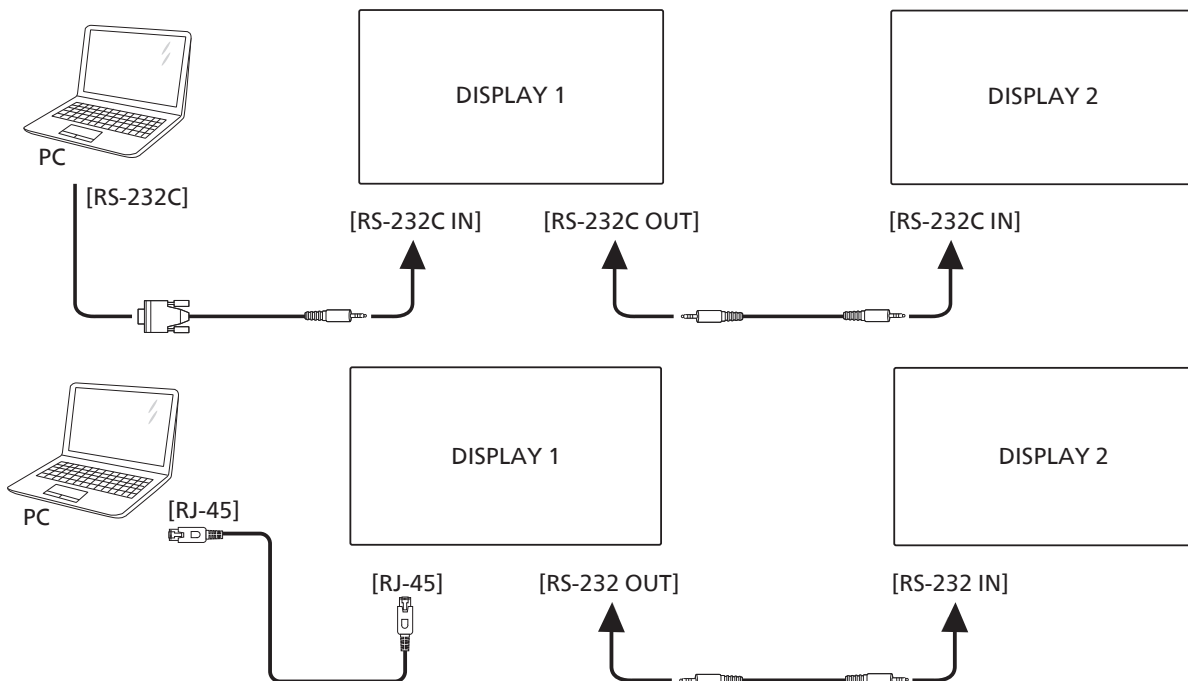 DISPLAY 1
DISPLAY 2
PC
[RS-232C]
[RS-232C IN]
[RS-232C OUT]
[RS-232C IN]
DISPLAY 1
DISPLAY 2
PC
[RJ-45]
[RJ-45]
[RS-232 OUT]
[RS-232 IN]